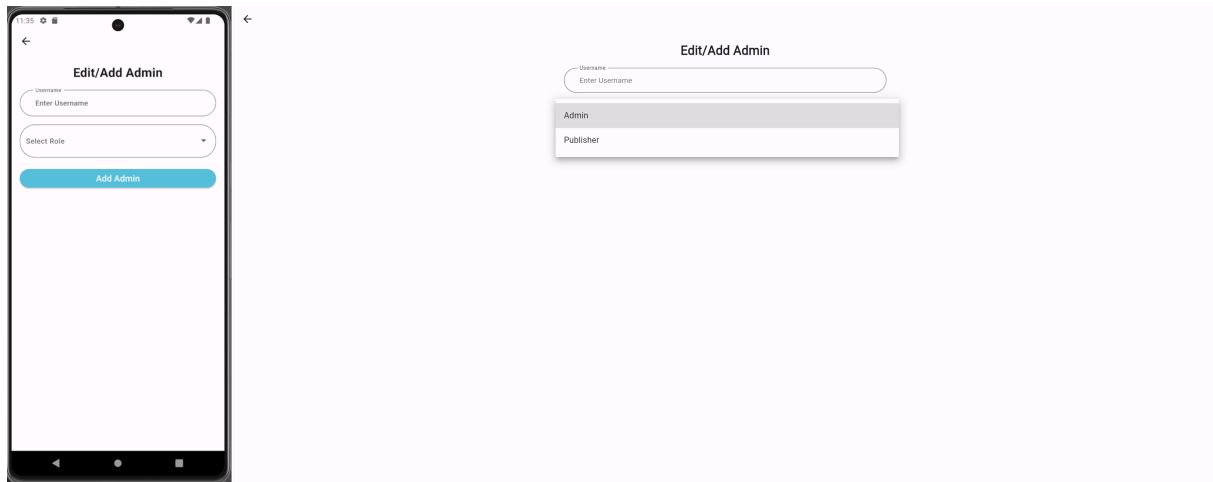 11:35
Edit/Add Admin
Username
Enter Username
Select Role
Add Admin
Edit/Add Admin
Username
Enter Username
Admin
Publisher